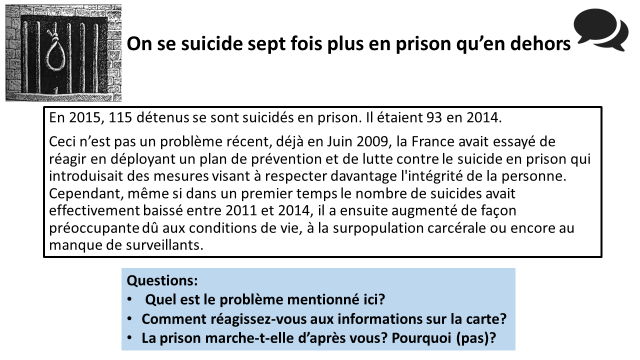 On se suicide sept fois plus en prison qu’en dehors
En 2015, 115 détenus se sont suicidés en prison. Il étaient 93 en 2014.
Ceci n’est pas un problème récent, déjà en Juin 2009, la France avait essayé de
réagir en déployant un plan de prévention et de lutte contre le suicide en prison qui
introduisait des mesures visant à respecter davantage l'intégrité de la personne.
Cependant, même si dans un premier temps le nombre de suicides avait
effectivement baissé entre 2011 et 2014, il a ensuite augmenté de façon
préoccupante dû aux conditions de vie, à la surpopulation carcérale ou encore au
manque de surveillants.
Questions:
• Quel est le problème mentionné ici?
• Comment réagissez-vous aux informations sur la carte?
• La prison marche-t-elle d’après vous? Pourquoi (pas)?